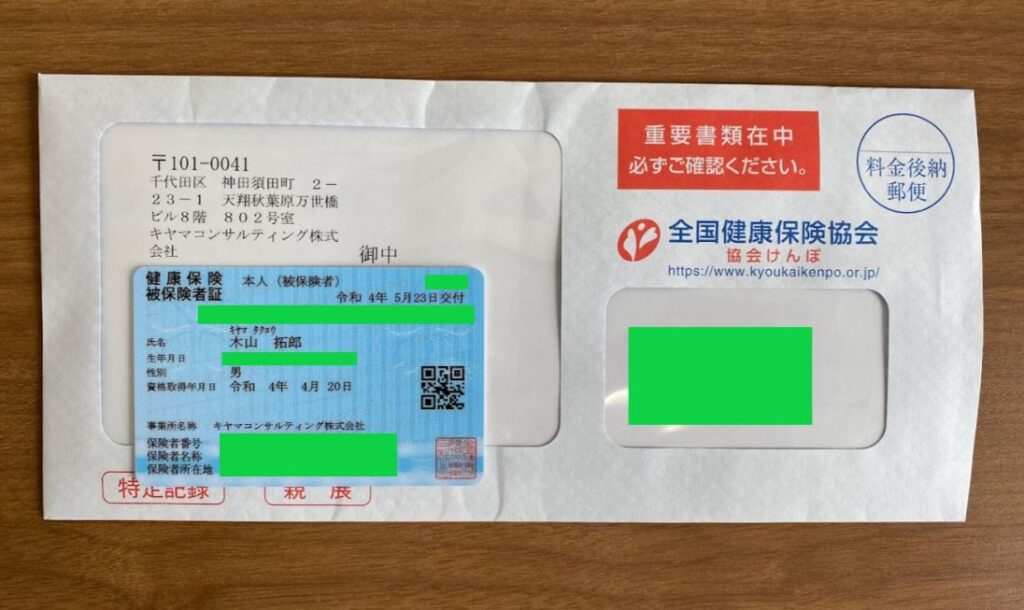 〒101-0041
千代田区 神田須田町 2-
23-1 天翔秋葉原万世橋
ビル8階 802号室
キヤマコンサルティング株式
会社
御中
健康保険 本人(被保険者)
被保険者証 令和 4年 5月23日交付
キヤマ タクロウ
氏名 木山 拓郎
生年月日
性別 男
資格取得年月日 令和 4年 4月 20日
事業所名称 キヤマコンサルティング株式会社
保険者番号
保険者名称
保険者所在地
特定記録
親展
重要書類在中
必ずご確認ください。
料金後納
郵便
全国健康保険協会
協会けんぽ
https://www.kyoukaikenpo.or.jp/